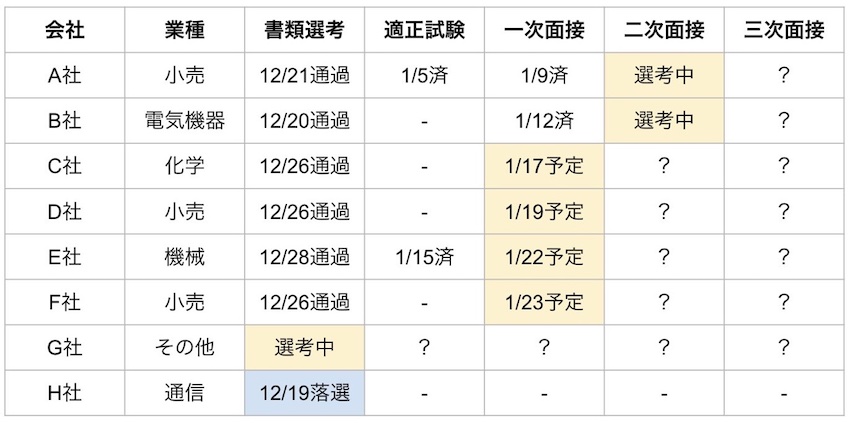 会社 業種 書類選考 適正試験 一次面接 二次面接 三次面接
A社 小売 12/21通過 1/5済 1/9済 選考中 ?
B社 電気機器 12/20通過 - 1/12済 選考中 ?
C社 化学 12/26通過 - 1/17予定 ? ?
D社 小売 12/26通過 - 1/19予定 ? ?
E社 機械 12/28通過 1/15済 1/22予定 ? ?
F社 小売 12/26通過 - 1/23予定 ? ?
G社 その他 選考中 ? ? ? ?
H社 通信 12/19落選 - - - -